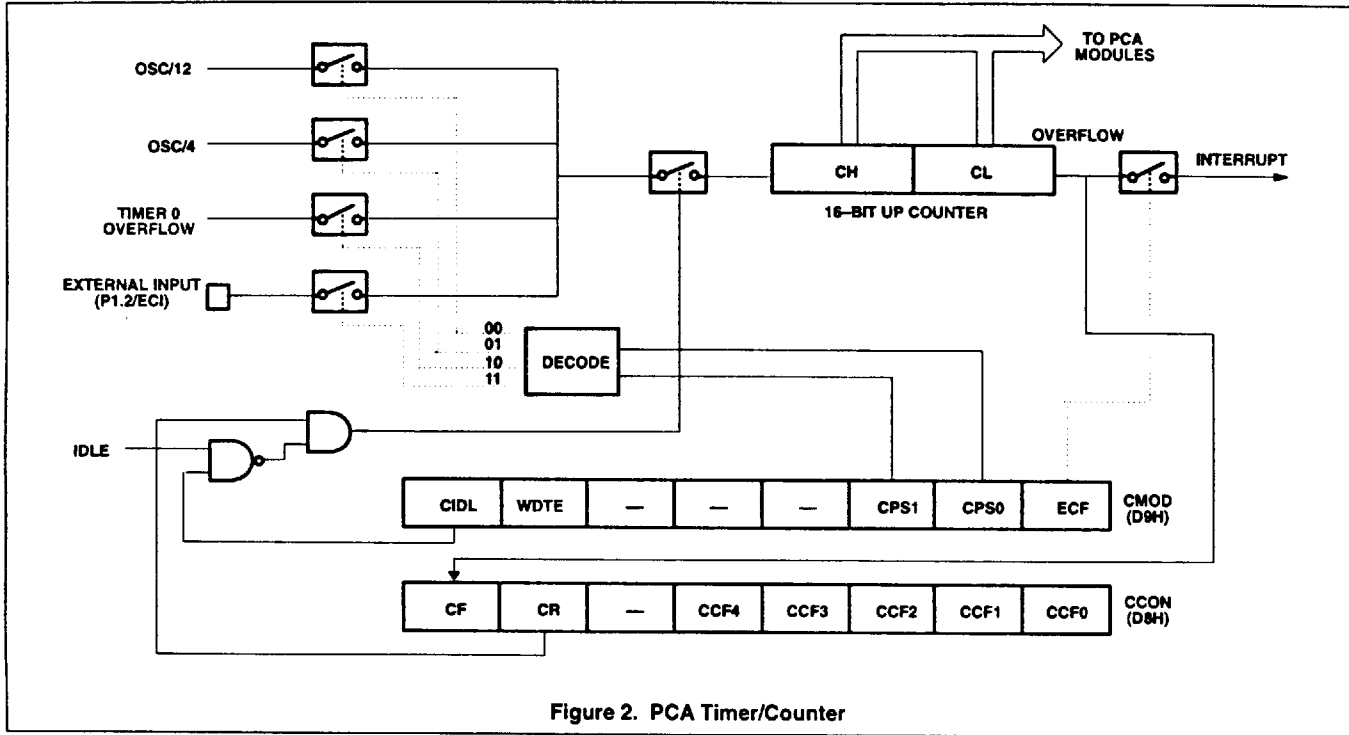 OSC/12
OSC/4
TIMER 0
OVERFLOW
EXTERNAL INPUT
(P1.2/ECI)
TO PCA
MODULES
OVERFLOW
INTERRUPT
CH
CL
16–BIT UP COUNTER
00
01
10
11
DECODE
IDLE
CIDL WDTE — — — CPS1 CPS0 ECF
CMOD
(D9H)
CF CR — CCF4 CCF3 CCF2 CCF1 CCF0
CCON
(D8H)
Figure 2. PCA Timer/Counter